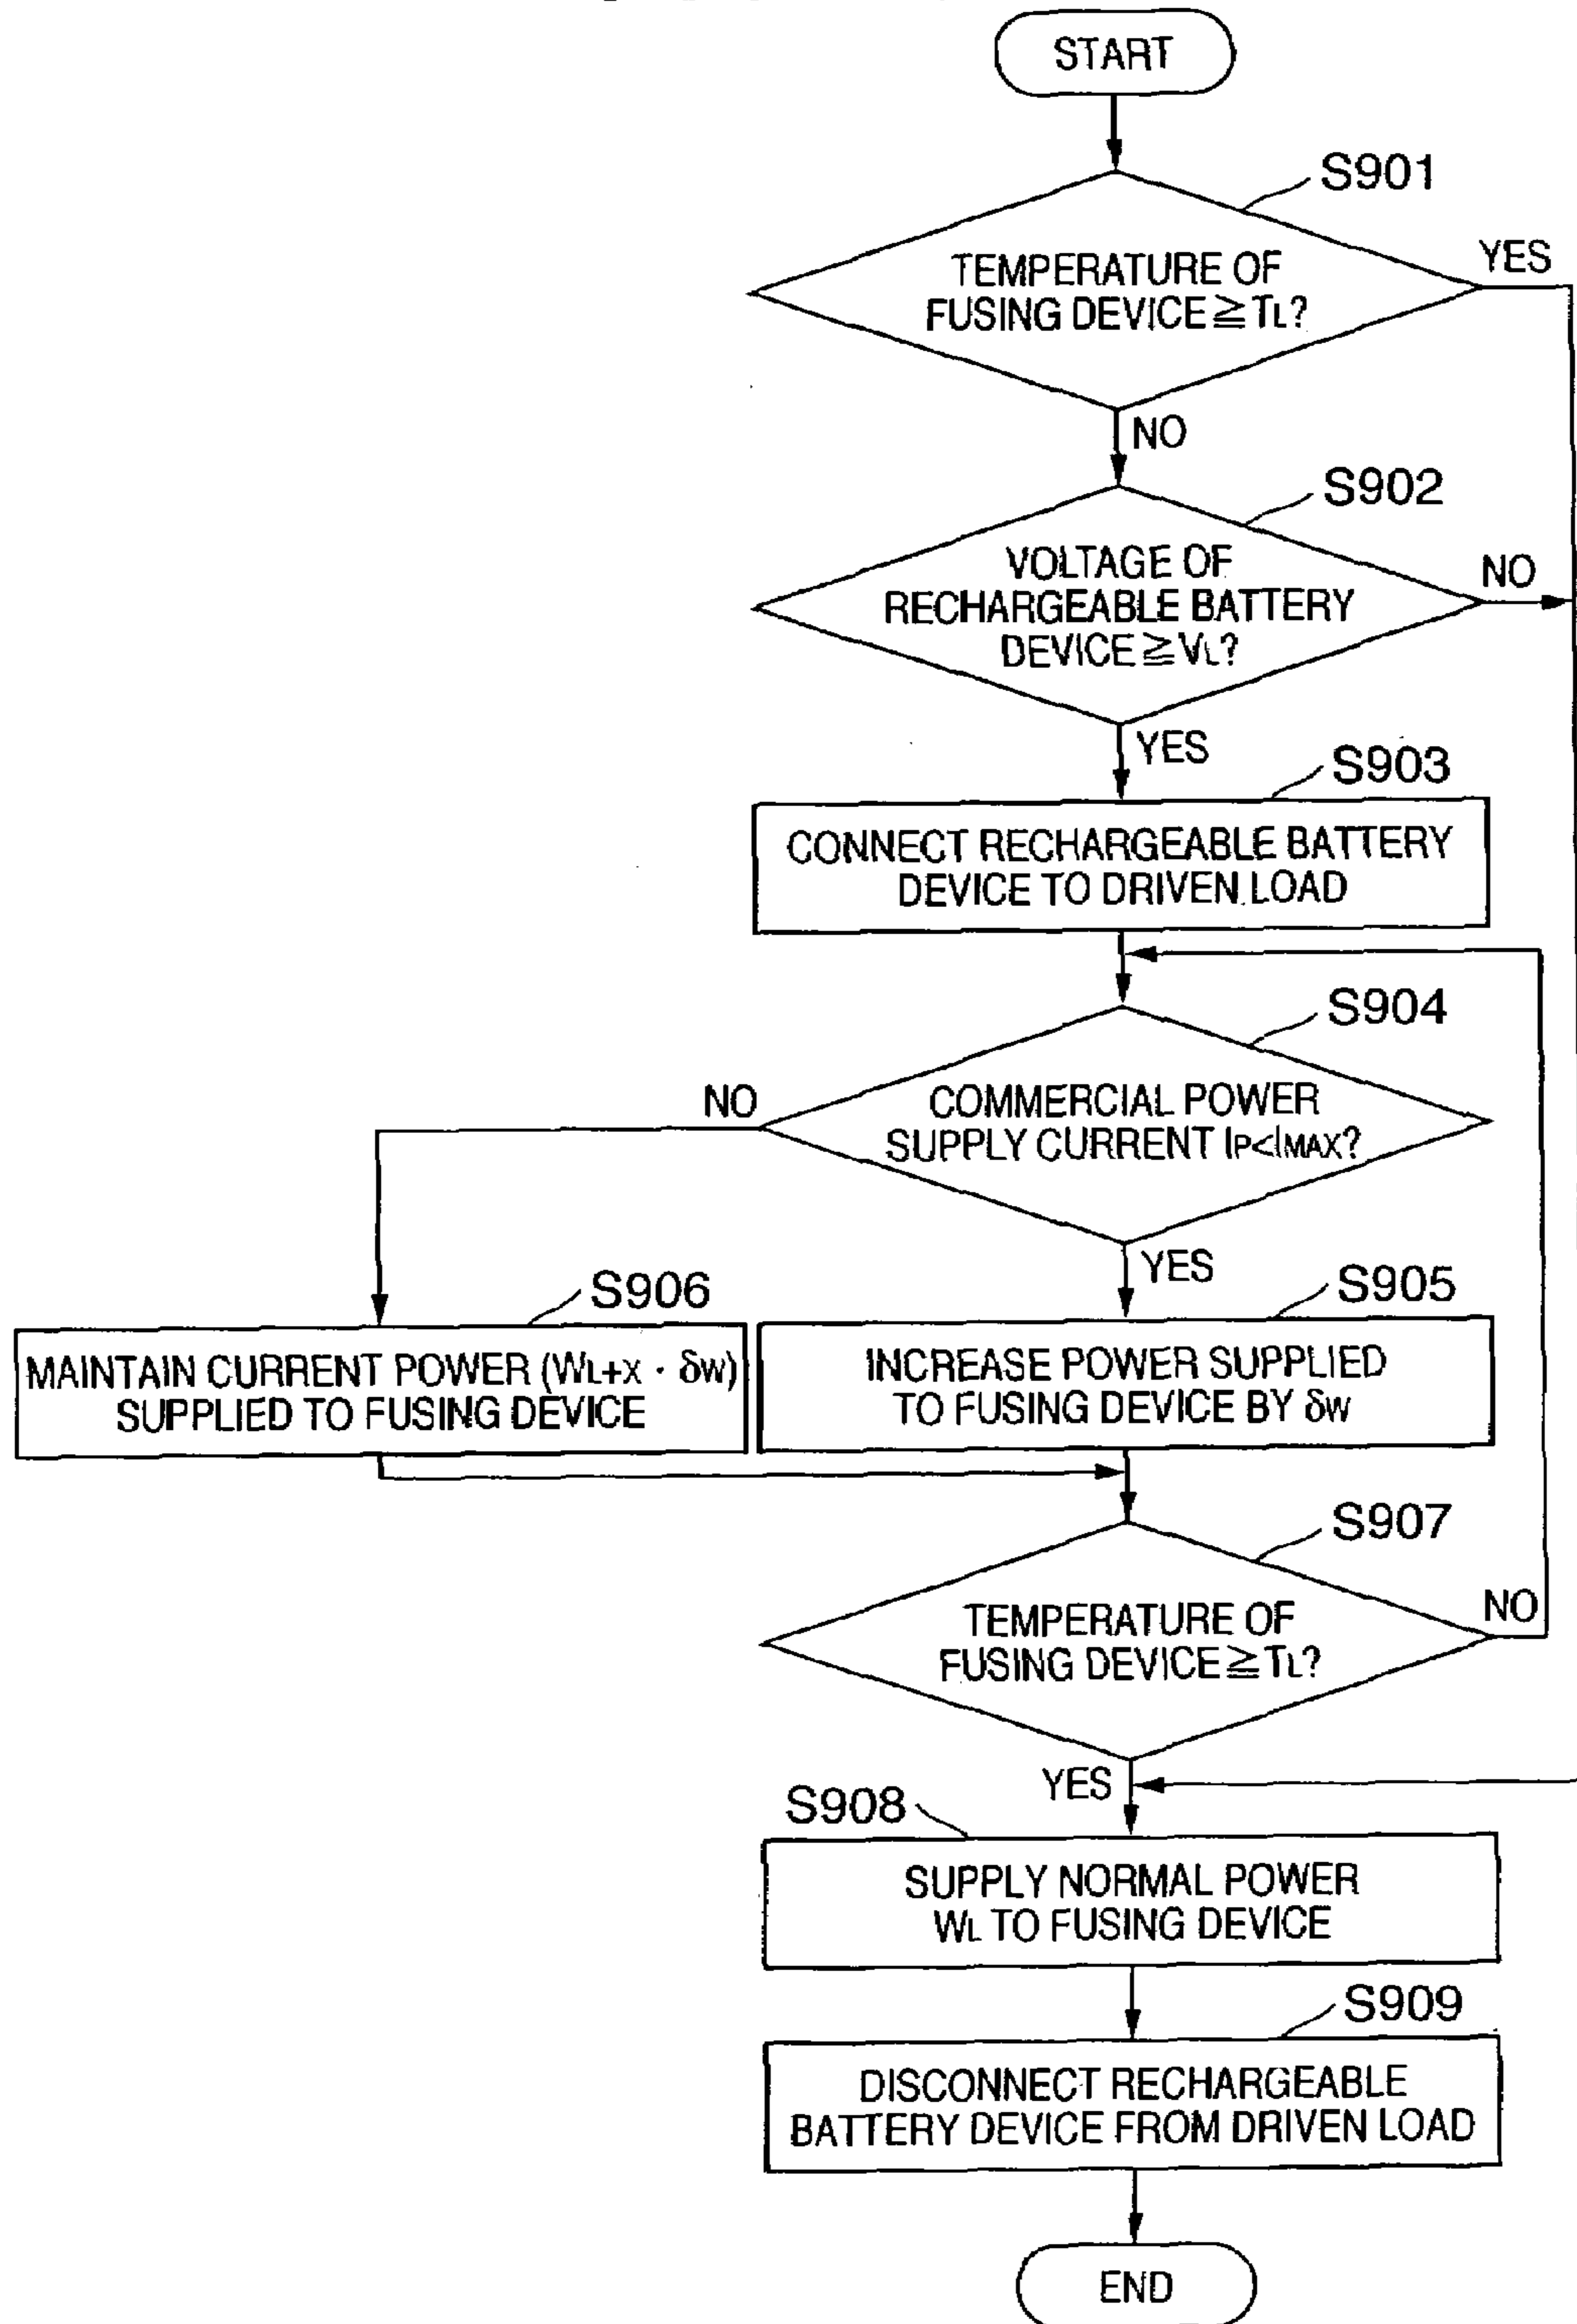 START
S901
TEMPERATURE OF
FUSING DEVICE≧TL?
YES
NO
S902
VOLTAGE OF
RECHARGEABLE BATTERY
DEVICE≧VL?
NO
YES
S903
CONNECT RECHARGEABLE BATTERY
DEVICE TO DRIVEN LOAD
S904
COMMERCIAL POWER
SUPPLY CURRENT IP<IMAX?
NO
YES
S906
MAINTAIN CURRENT POWER (WL+X · δW)
SUPPLIED TO FUSING DEVICE
S905
INCREASE POWER SUPPLIED
TO FUSING DEVICE BY δW
S907
TEMPERATURE OF
FUSING DEVICE≧TL?
NO
YES
S908
SUPPLY NORMAL POWER
WL TO FUSING DEVICE
S909
DISCONNECT RECHARGEABLE
BATTERY DEVICE FROM DRIVEN LOAD
END